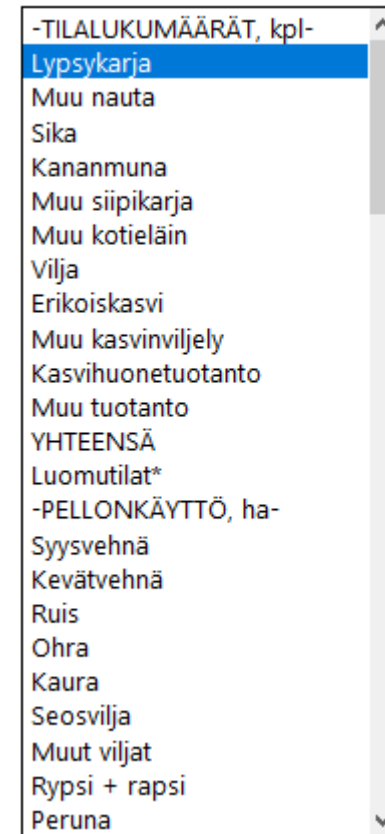 -TILALUKUMÄÄRÄT, kpl-
Lypsykarja
Muu nauta
Sika
Kananmuna
Muu siipikarja
Muu kotieläin
Vilja
Erikoiskasvi
Muu kasvinviljely
Kasvihuonetuotanto
Muu tuotanto
YHTEENSÄ
Luomutilat*
-PELLONKÄYTTÖ, ha-
Syysvehnä
Kevätvehnä
Ruis
Ohra
Kaura
Seosvilja
Muut viljat
Rypsi + rapsi
Peruna